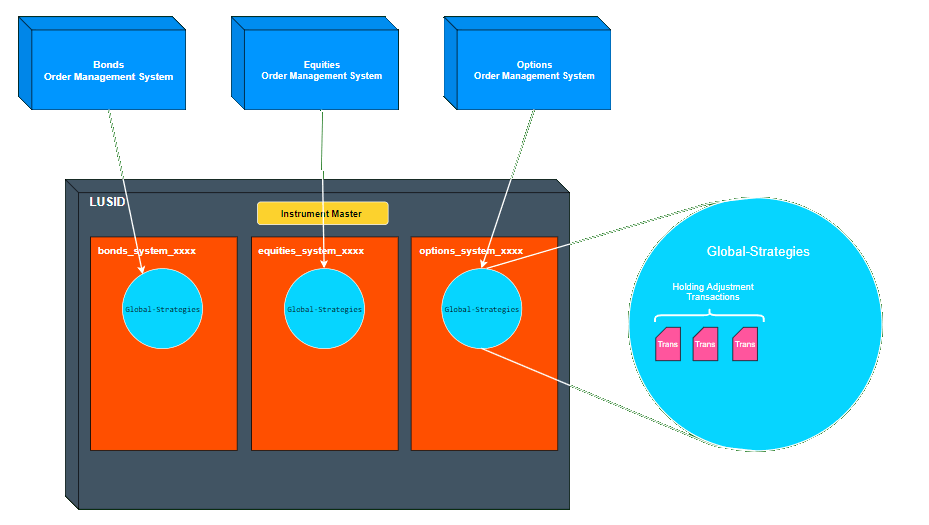 Bonds
Order Management System
Equities
Order Management System
Options
Order Management System
LUSID
Instrument Master
bonds_system_xxxx
equities_system_xxxx
options_system_xxxx
Global-Strategies
Global-Strategies
Global-Strategies
Global-Strategies
Holding Adjustment
Transactions
Trans
Trans
Trans